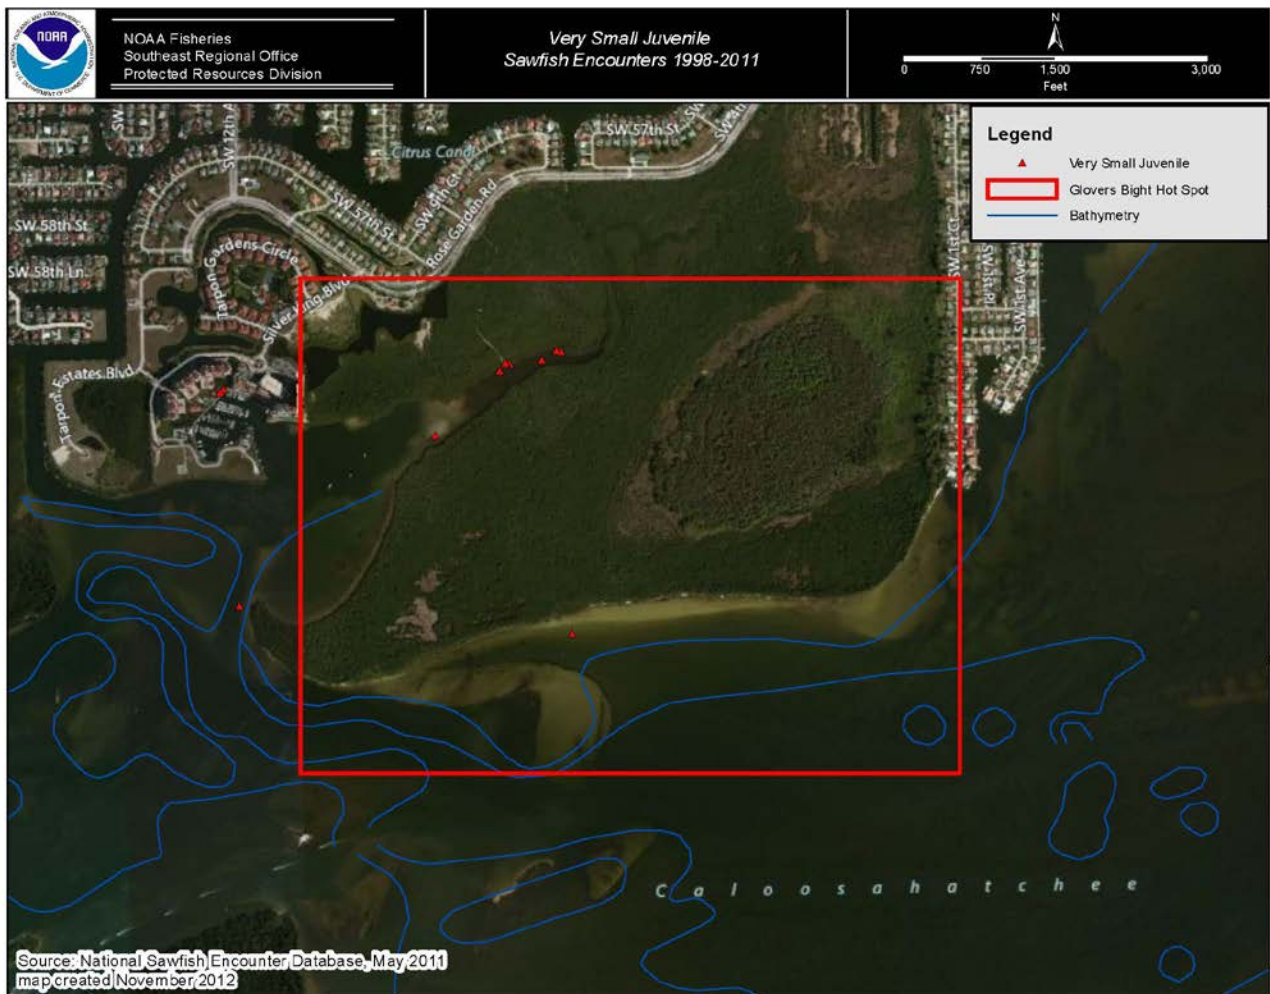 NOAA
NOAA Fisheries
Southeast Regional Office
Protected Resources Division
Very Small Juvenile
Sawfish Encounters 1998-2011
N
0 750 1,500 3,000
Feet
Legend
Very Small Juvenile
Glovers Bight Hot Spot
Bathymetry
SW 12th A
Citrus Canal
SW 57th St
SW 4th
SW 57th St
SW 9th Ct
Rose Garden Rd
SW 58th St
SW 58th Ln
Tarpon Gardens Circle
Silver King Blvd
Tarpon Estates Blvd
SW 1st Ct
SW 1st Pl
SW 1st Ave
Caloosahatchee
Source: National Sawfish Encounter Database, May 2011
map created November 2012